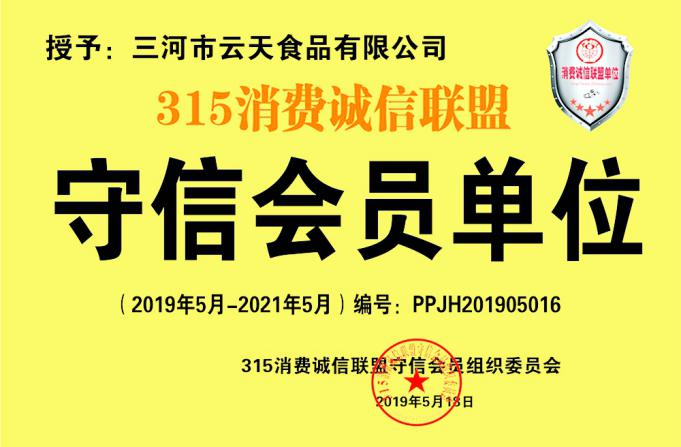 授予：三河市云天食品有限公司
消费诚信联盟单位
315消费诚信联盟
守信会员单位
（2019年5月-2021年5月）编号：PPJH201905016
315消费诚信联盟守信会员组织委员会
2019年5月18日